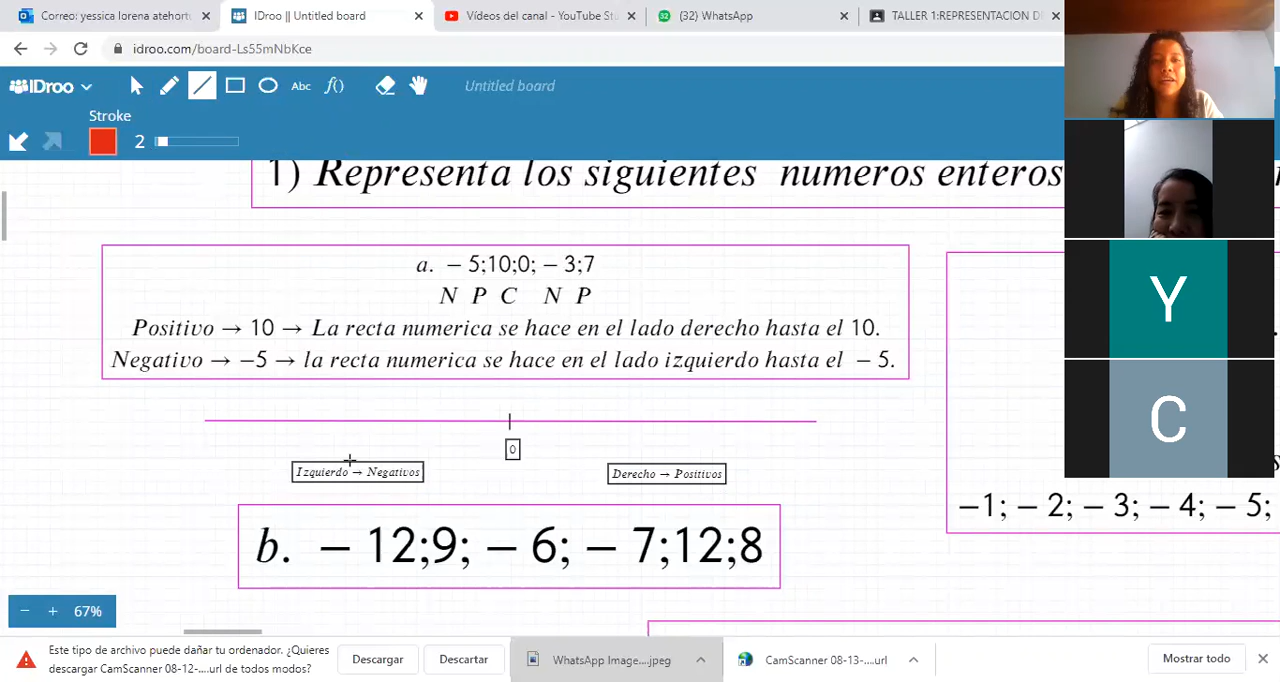 Correo: yessica lorena atehort
IDroo || Untitled board
Vídeos del canal - YouTube Stu
(32) WhatsApp
TALLER 1:REPRESENTACION D
idroo.com/board-Ls55mNbKce
IDroo
Abc
f()
Untitled board
Stroke
2
1) Representa los siguientes numeros enteros
a. − 5;10;0; − 3;7
N P C N P
Positivo → 10 → La recta numerica se hace en el lado derecho hasta el 10.
Negativo → −5 → la recta numerica se hace en el lado izquierdo hasta el − 5.
0
Izquierdo → Negativos
Derecho → Positivos
b. − 12;9; − 6; − 7;12;8
−1; − 2; − 3; − 4; − 5;
Y
C
67%
Este tipo de archivo puede dañar tu ordenador. ¿Quieres
descargar CamScanner 08-12-....url de todos modos?
Descargar
Descartar
WhatsApp Image....jpeg
CamScanner 08-13-....url
Mostrar todo